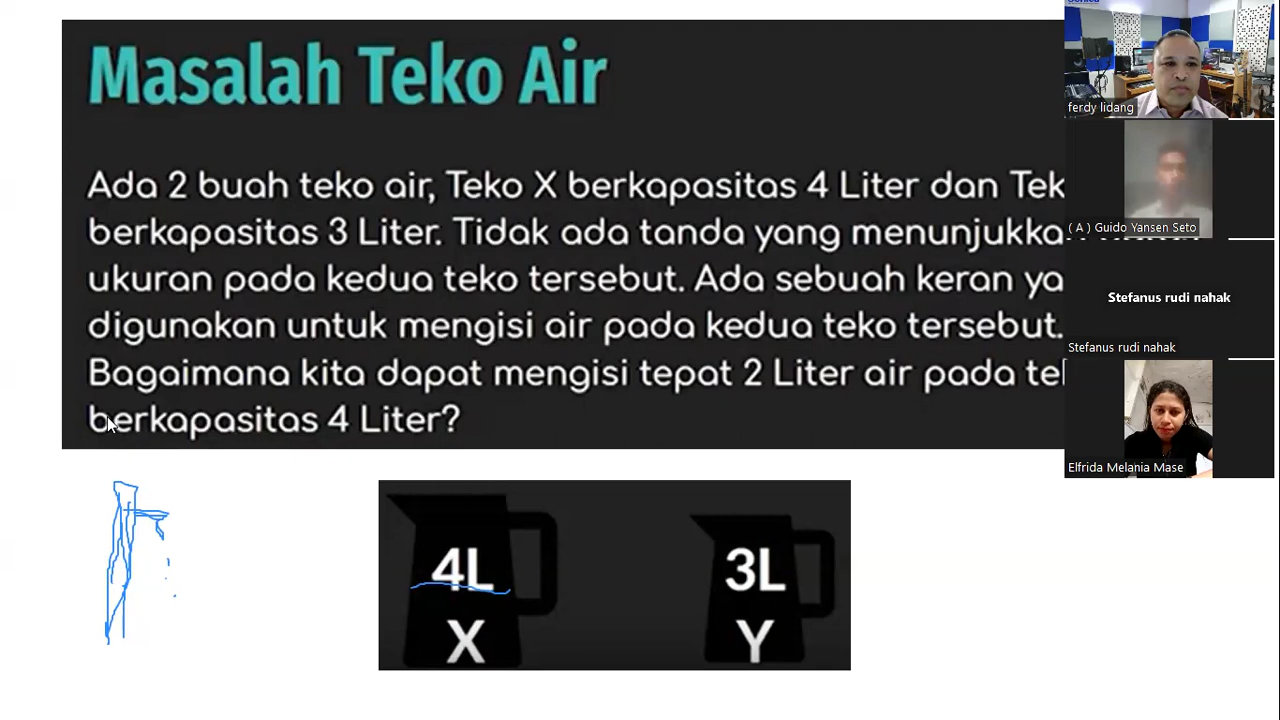 Masalah Teko Air
Ada 2 buah teko air, Teko X berkapasitas 4 Liter dan Tek
berkapasitas 3 Liter. Tidak ada tanda yang menunjukka
ukuran pada kedua teko tersebut. Ada sebuah keran ya
digunakan untuk mengisi air pada kedua teko tersebut.
Bagaimana kita dapat mengisi tepat 2 Liter air pada te
berkapasitas 4 Liter?
4L
X
3L
Y
ferdy lidang
( A ) Guido Yansen Seto
Stefanus rudi nahak
Stefanus rudi nahak
Elfrida Melania Mase